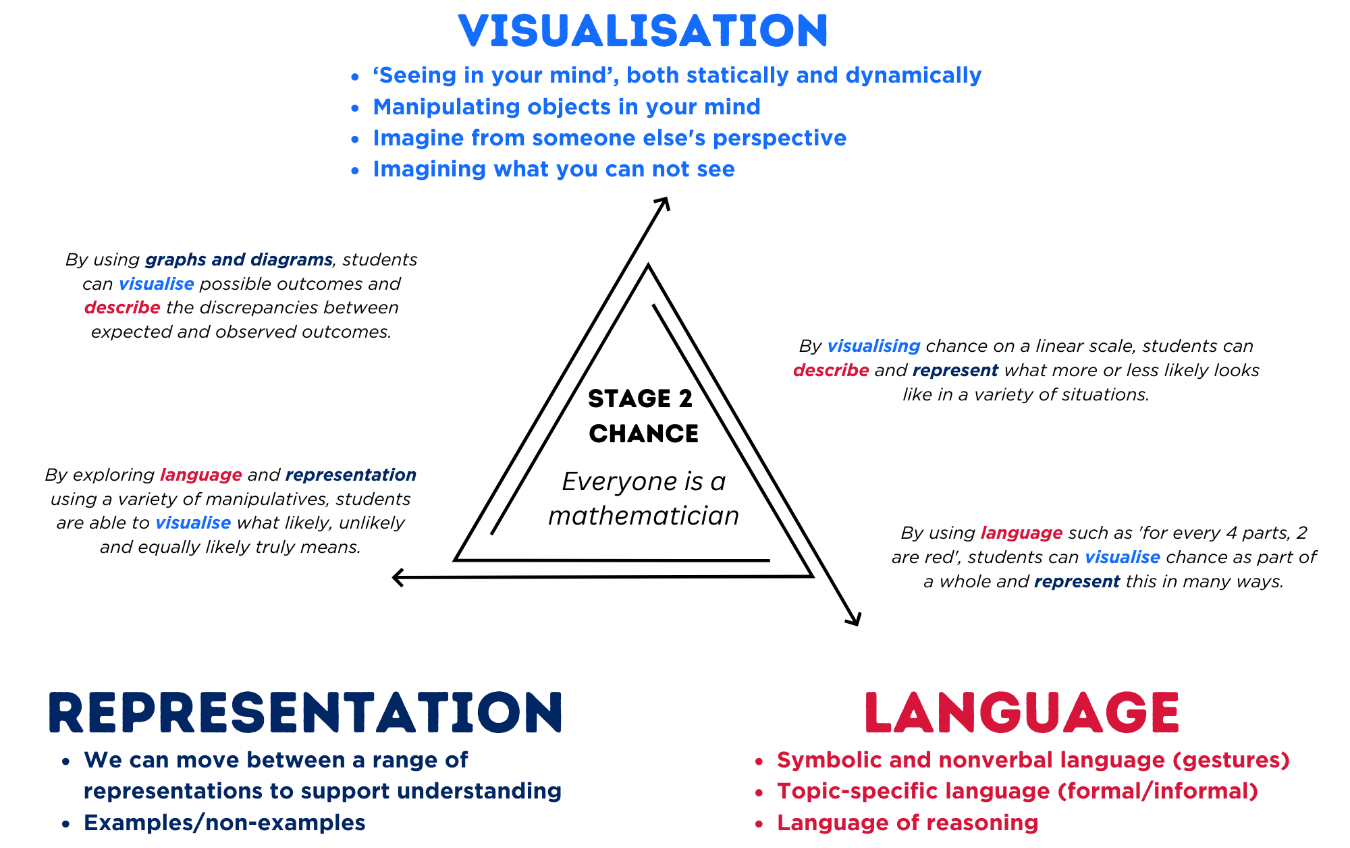 VISUALISATION
• ‘Seeing in your mind’, both statically and dynamically
• Manipulating objects in your mind
• Imagine from someone else's perspective
• Imagining what you can not see
By using graphs and diagrams, students
can visualise possible outcomes and
describe the discrepancies between
expected and observed outcomes.
By visualising chance on a linear scale, students can
describe and represent what more or less likely looks
like in a variety of situations.
STAGE 2
CHANCE
Everyone is a
mathematician
By exploring language and representation
using a variety of manipulatives, students
are able to visualise what likely, unlikely
and equally likely truly means.
By using language such as 'for every 4 parts, 2
are red', students can visualise chance as part of
a whole and represent this in many ways.
REPRESENTATION
• We can move between a range of
representations to support understanding
• Examples/non-examples
LANGUAGE
• Symbolic and nonverbal language (gestures)
• Topic-specific language (formal/informal)
• Language of reasoning